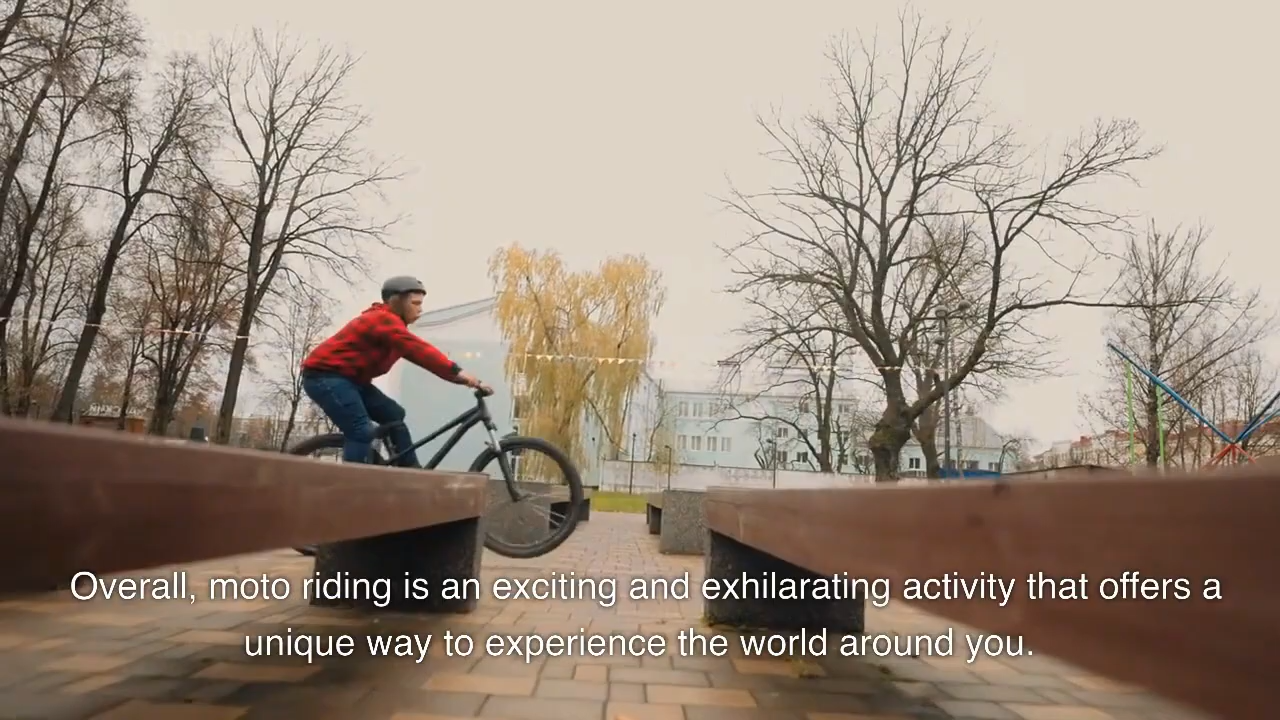 Overall, moto riding is an exciting and exhilarating activity that offers a
unique way to experience the world around you.